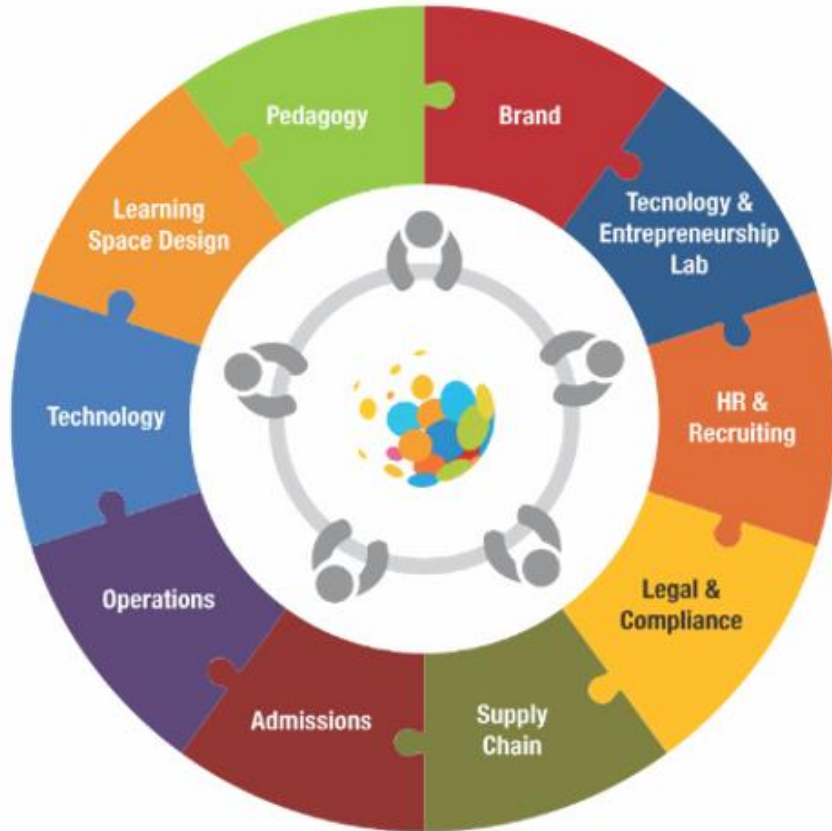 Pedagogy
Brand
Tecnology &
Entrepreneurship
Lab
HR &
Recruiting
Legal &
Compliance
Supply
Chain
Admissions
Operations
Technology
Learning
Space Design